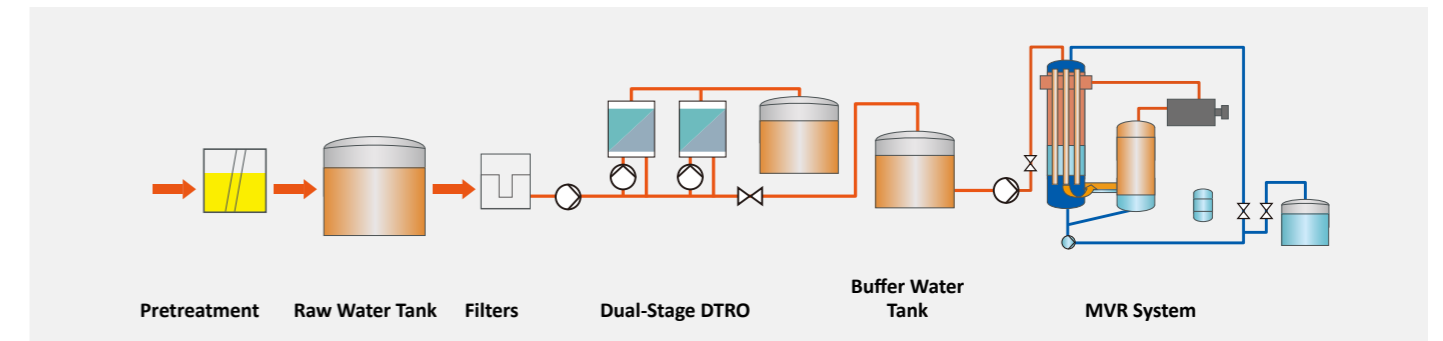 Pretreatment
Raw Water Tank
Filters
Dual-Stage DTRO
Buffer Water
Tank
MVR System